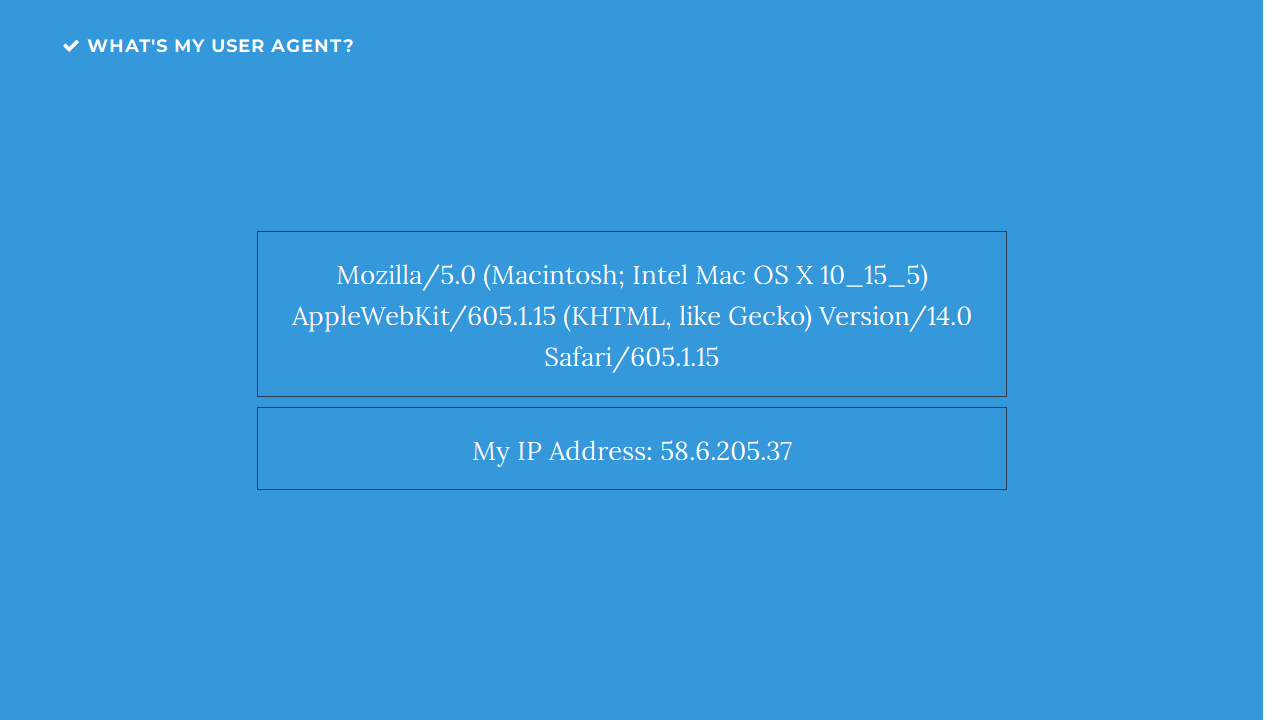 WHAT'S MY USER AGENT?
Mozilla/5.0 (Macintosh; Intel Mac OS X 10_15_5)
AppleWebKit/605.1.15 (KHTML, like Gecko) Version/14.0
Safari/605.1.15
My IP Address: 58.6.205.37